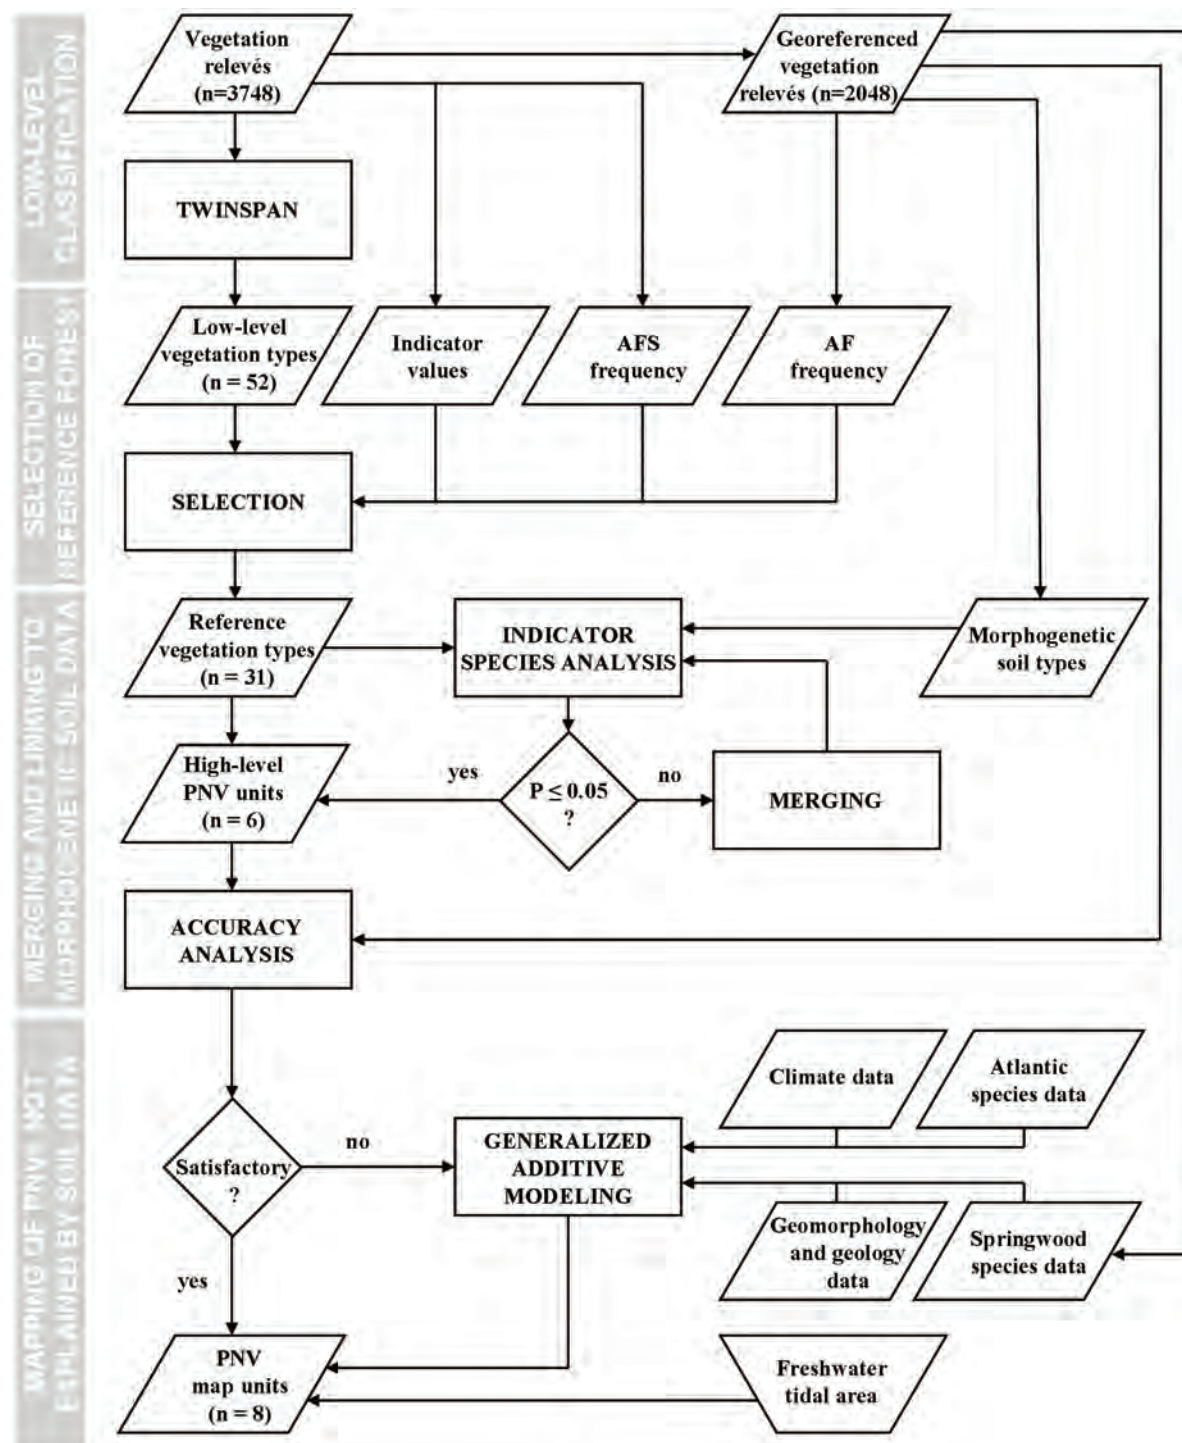 LOW-LEVEL
CLASSIFICATION
Vegetation
relevés
(n=3748)
Georeferenced
vegetation
relevés (n=2048)
TWINSPAN
SELECTION OF
REFERENCE FOREST
Low-level
vegetation types
(n = 52)
Indicator
values
AFS
frequency
AF
frequency
SELECTION
MERGING AND LINKING TO
MORPHOGENETIC SOIL DATA
Reference
vegetation types
(n = 31)
INDICATOR
SPECIES ANALYSIS
Morphogenetic
soil types
High-level
PNV units
(n = 6)
yes
P ≤ 0.05
?
no
MERGING
ACCURACY
ANALYSIS
MAPPING OF PNV NOT
EXPLAINED BY SOIL DATA
Climate data
Atlantic
species data
Satisfactory
?
no
GENERALIZED
ADDITIVE
MODELING
Geomorphology
and geology
data
Springwood
species data
yes
PNV
map units
(n = 8)
Freshwater
tidal area